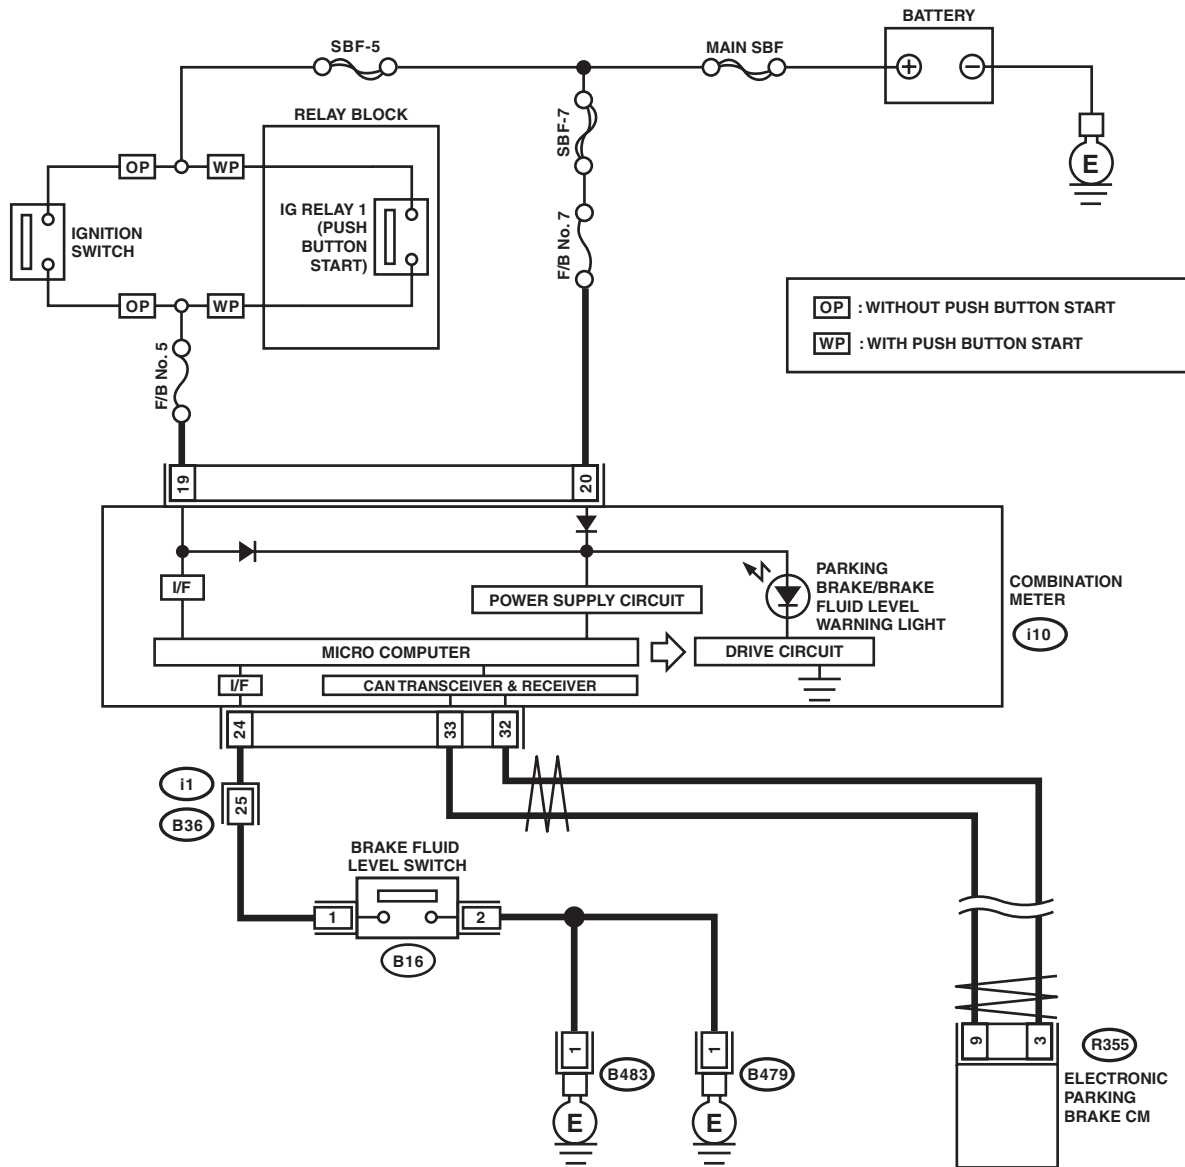 BATTERY
SBF-5
MAIN SBF
RELAY BLOCK
SBF-7
OP
WP
E
IG RELAY 1
(PUSH
BUTTON
START)
IGNITION
SWITCH
F/B No. 7
OP
WP
OP : WITHOUT PUSH BUTTON START
WP : WITH PUSH BUTTON START
F/B No. 5
19
20
I/F
POWER SUPPLY CIRCUIT
PARKING
BRAKE/BRAKE
FLUID LEVEL
WARNING LIGHT
COMBINATION
METER
i10
MICRO COMPUTER
DRIVE CIRCUIT
I/F
CAN TRANSCEIVER & RECEIVER
24
33
32
i1
25
B36
BRAKE FLUID
LEVEL SWITCH
1
2
B16
1
B483
1
B479
9
3
R355
E
E
ELECTRONIC
PARKING
BRAKE CM